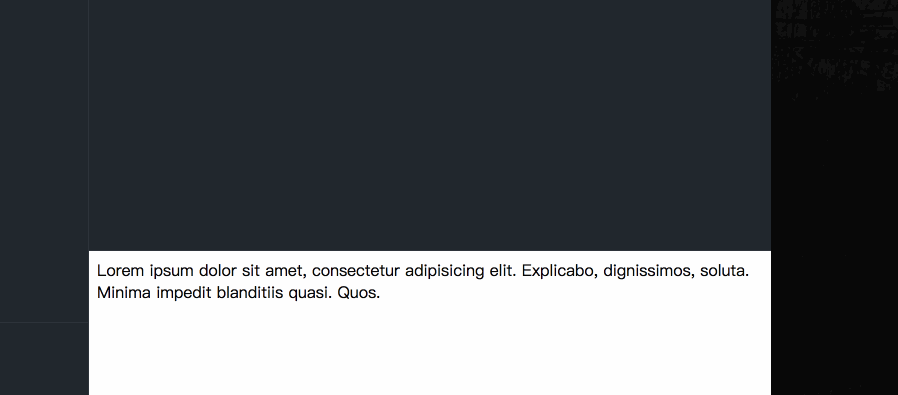 Lorem ipsum dolor sit amet, consectetur adipisicing elit. Explicabo, dignissimos, soluta.
Minima impedit blanditiis quasi. Quos.